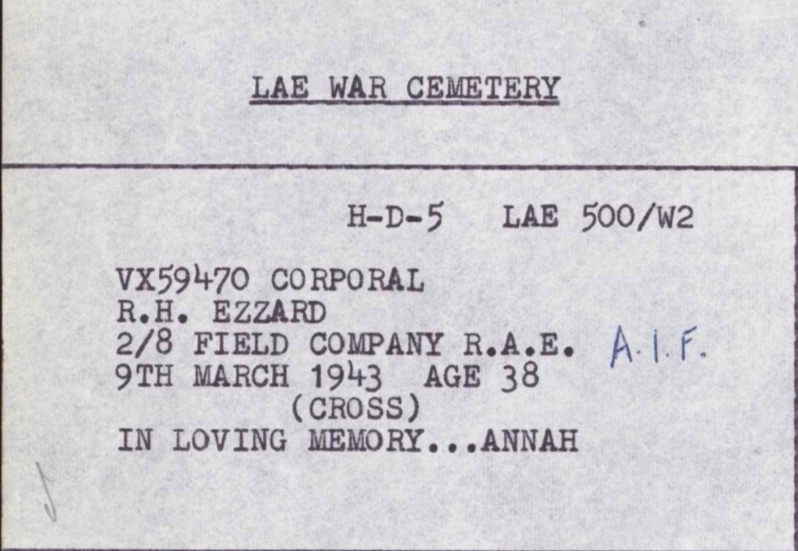 LAE WAR CEMETERY
H-D-5 LAE 500/W2
VX59470 CORPORAL
R.H. EZZARD
2/8 FIELD COMPANY R.A.E. A.I.F.
9TH MARCH 1943 AGE 38
(CROSS)
IN LOVING MEMORY...ANNAH